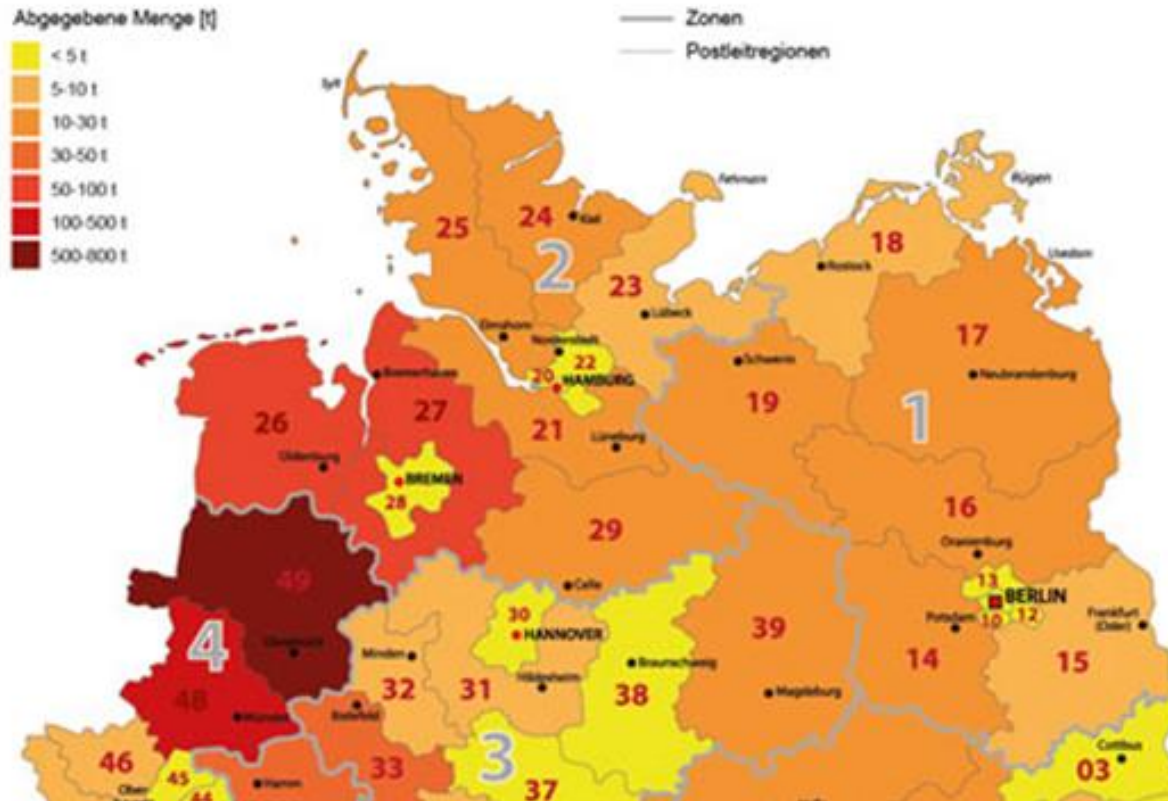 Abgegebene Menge [t]
< 5 t
5-10 t
10-30 t
30-50 t
50-100 t
100-500 t
500-800 t
Zonen
Postleitregionen
Sylt
Fehmarn
Rügen
Usedom
25
24
Kiel
2
18
Rostock
23
Lübeck
17
Neubrandenburg
Elmshorn
Norderstedt
22
20
HAMBURG
Schwerin
19
1
Bremerhaven
27
26
Oldenburg
21
Lüneburg
BREMEN
28
29
Celle
16
Oranienburg
49
Osnabrück
4
48
Münster
30
HANNOVER
13
BERLIN
10
12
Potsdam
Frankfurt
(Oder)
39
Magdeburg
14
15
Minden
32
31
Hildesheim
Braunschweig
38
Bielefeld
33
3
37
46
45
44
Ober
Hamm
Cottbus
03